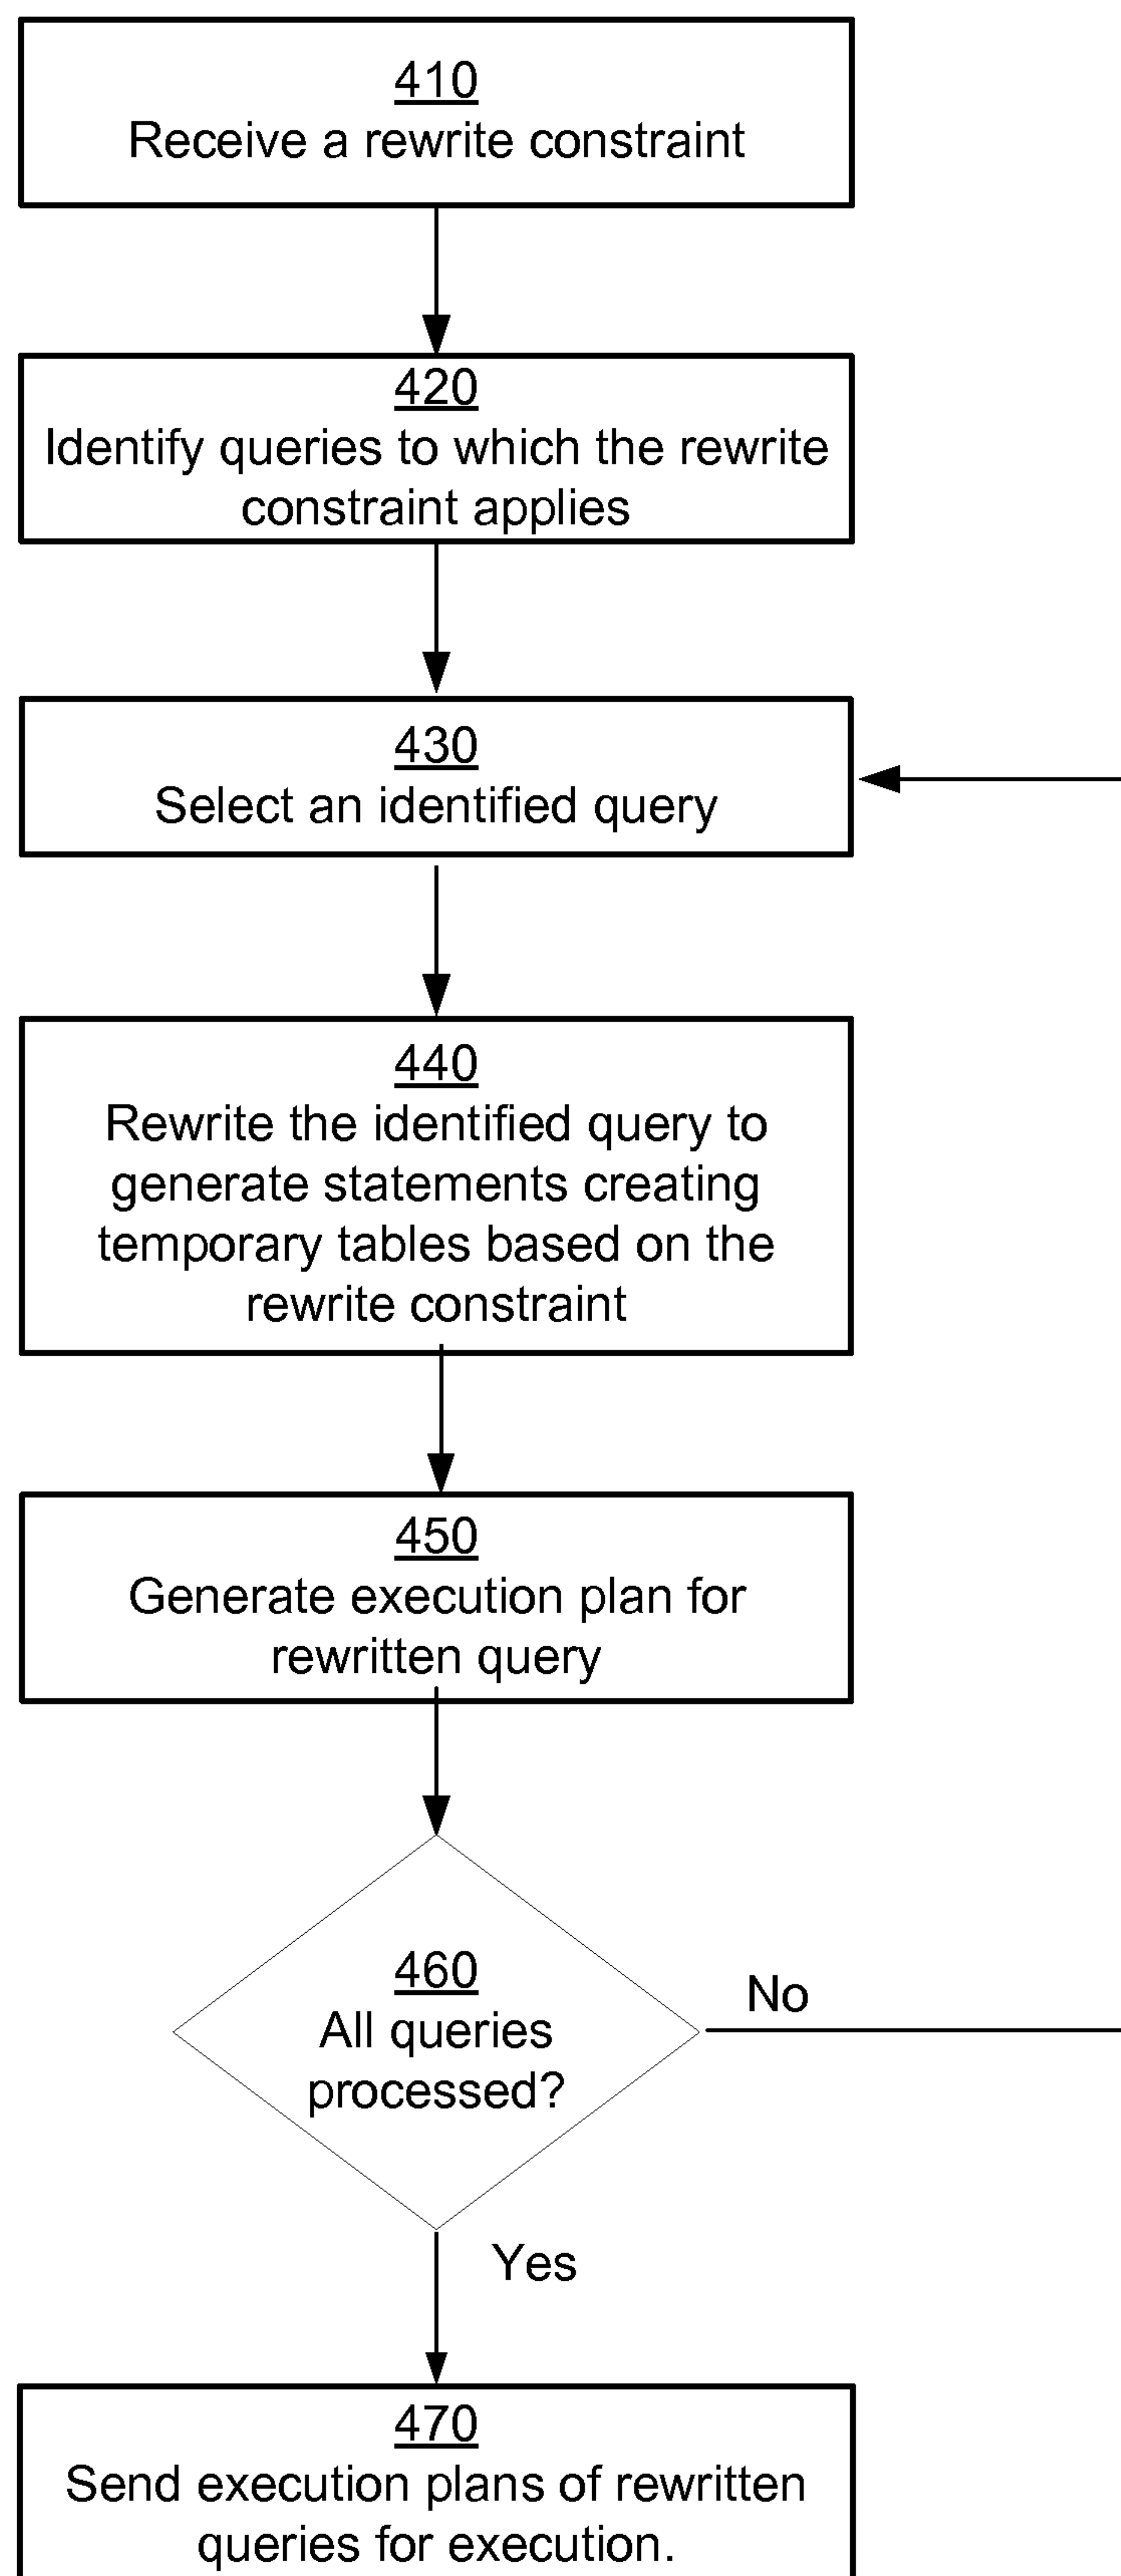 410
Receive a rewrite constraint
420
Identify queries to which the rewrite
constraint applies
430
Select an identified query
440
Rewrite the identified query to
generate statements creating
temporary tables based on the
rewrite constraint
450
Generate execution plan for
rewritten query
460
All queries
processed?
No
Yes
470
Send execution plans of rewritten
queries for execution.